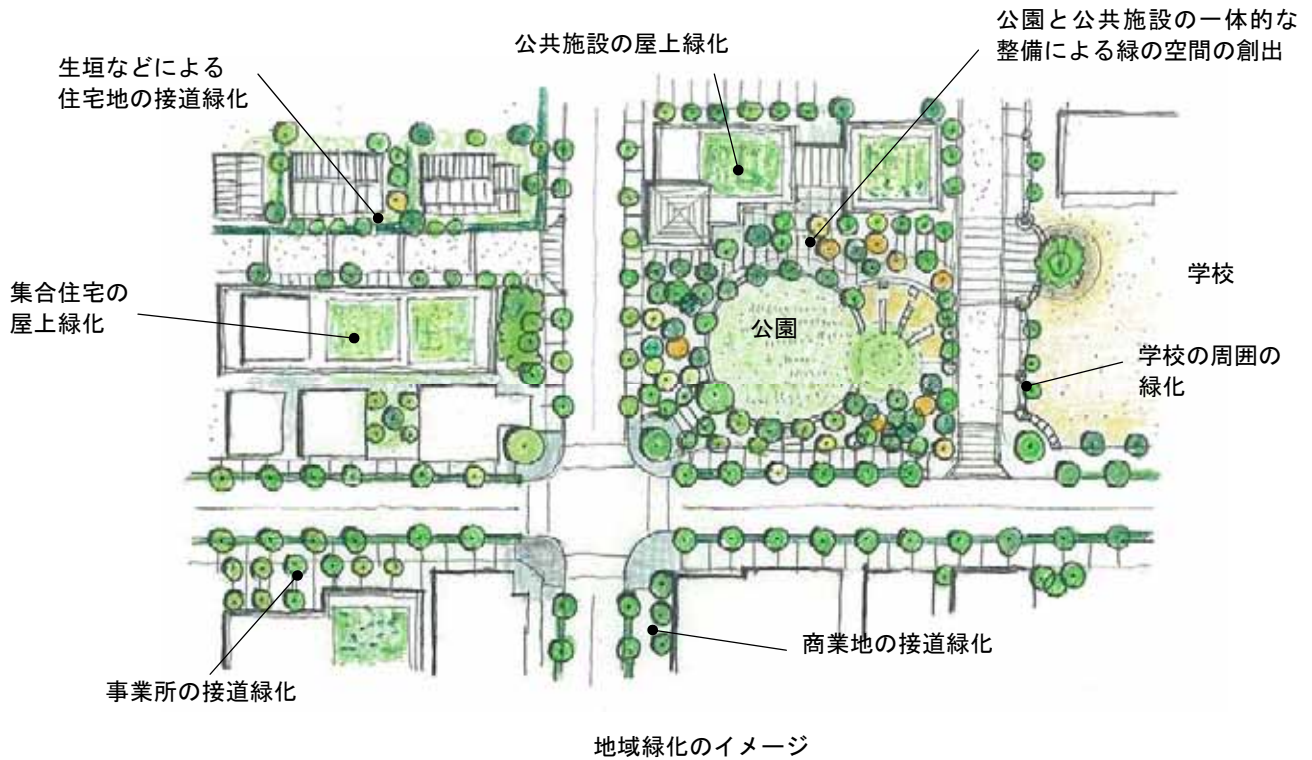 公園と公共施設の一体的な
整備による緑の空間の創出
公共施設の屋上緑化
生垣などによる
住宅地の接道緑化
集合住宅の
屋上緑化
公園
学校
学校の周囲の
緑化
商業地の接道緑化
事業所の接道緑化
地域緑化のイメージ